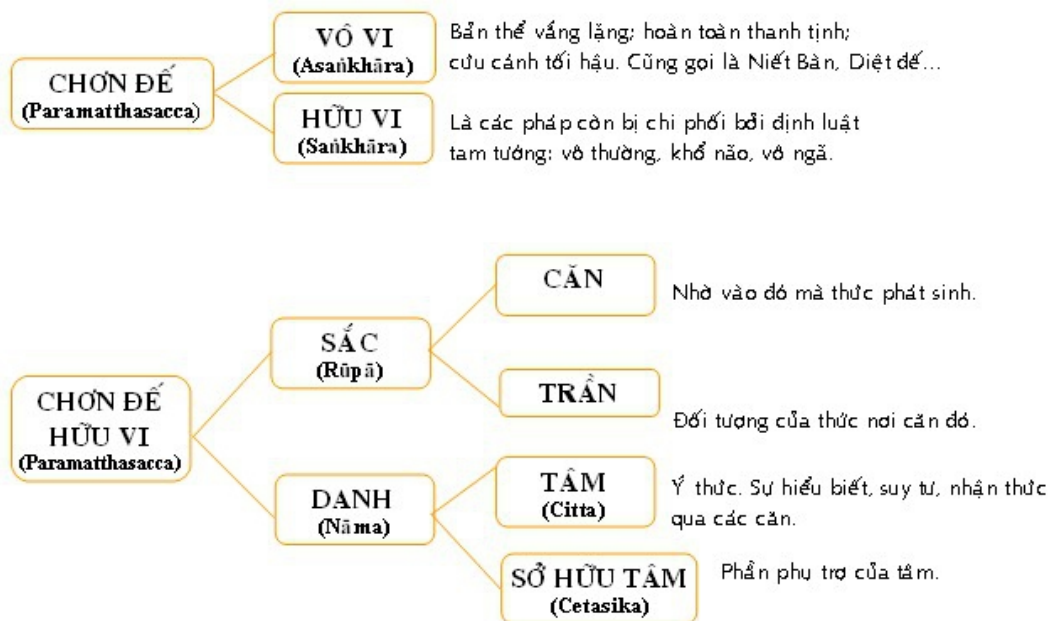 CHƠN ĐẾ
(Paramatthasacca)
VÔ VI
(Asaṅkhāra)
Bản thể vắng lặng; hoàn toàn thanh tịnh;
cưu cánh tối hậu. Cũng gọi là Niết Bàn, Diệt đế...
HỮU VI
(Saṅkhāra)
Là các pháp còn bị chi phối bởi định luật
tam tướng: vô thường, khổ não, vô ngã.
CHƠN ĐẾ
HỮU VI
(Paramatthasacca)
SẮC
(Rūpā)
CĂN
Nhờ vào đó mà thức phát sinh.
TRẦN
Đối tượng của thức nơi căn đó.
DANH
(Nāma)
TÂM
(Citta)
Ý thức. Sự hiểu biết, suy tư, nhận thức
qua các căn.
SỞ HỮU TÂM
(Cetasika)
Phần phụ trợ của tâm.